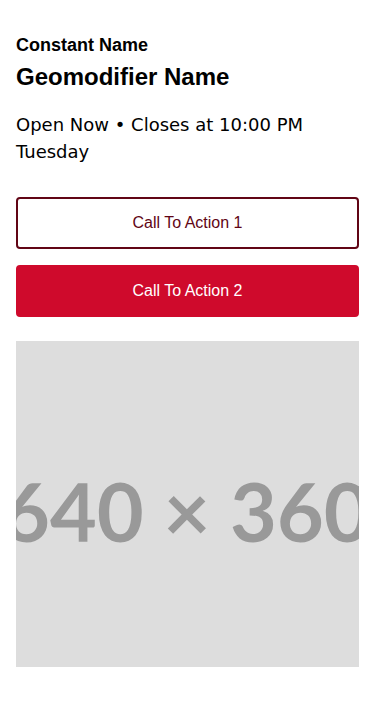 Constant Name
Geomodifier Name
Open Now • Closes at 10:00 PM
Tuesday
Call To Action 1
Call To Action 2
640 × 360